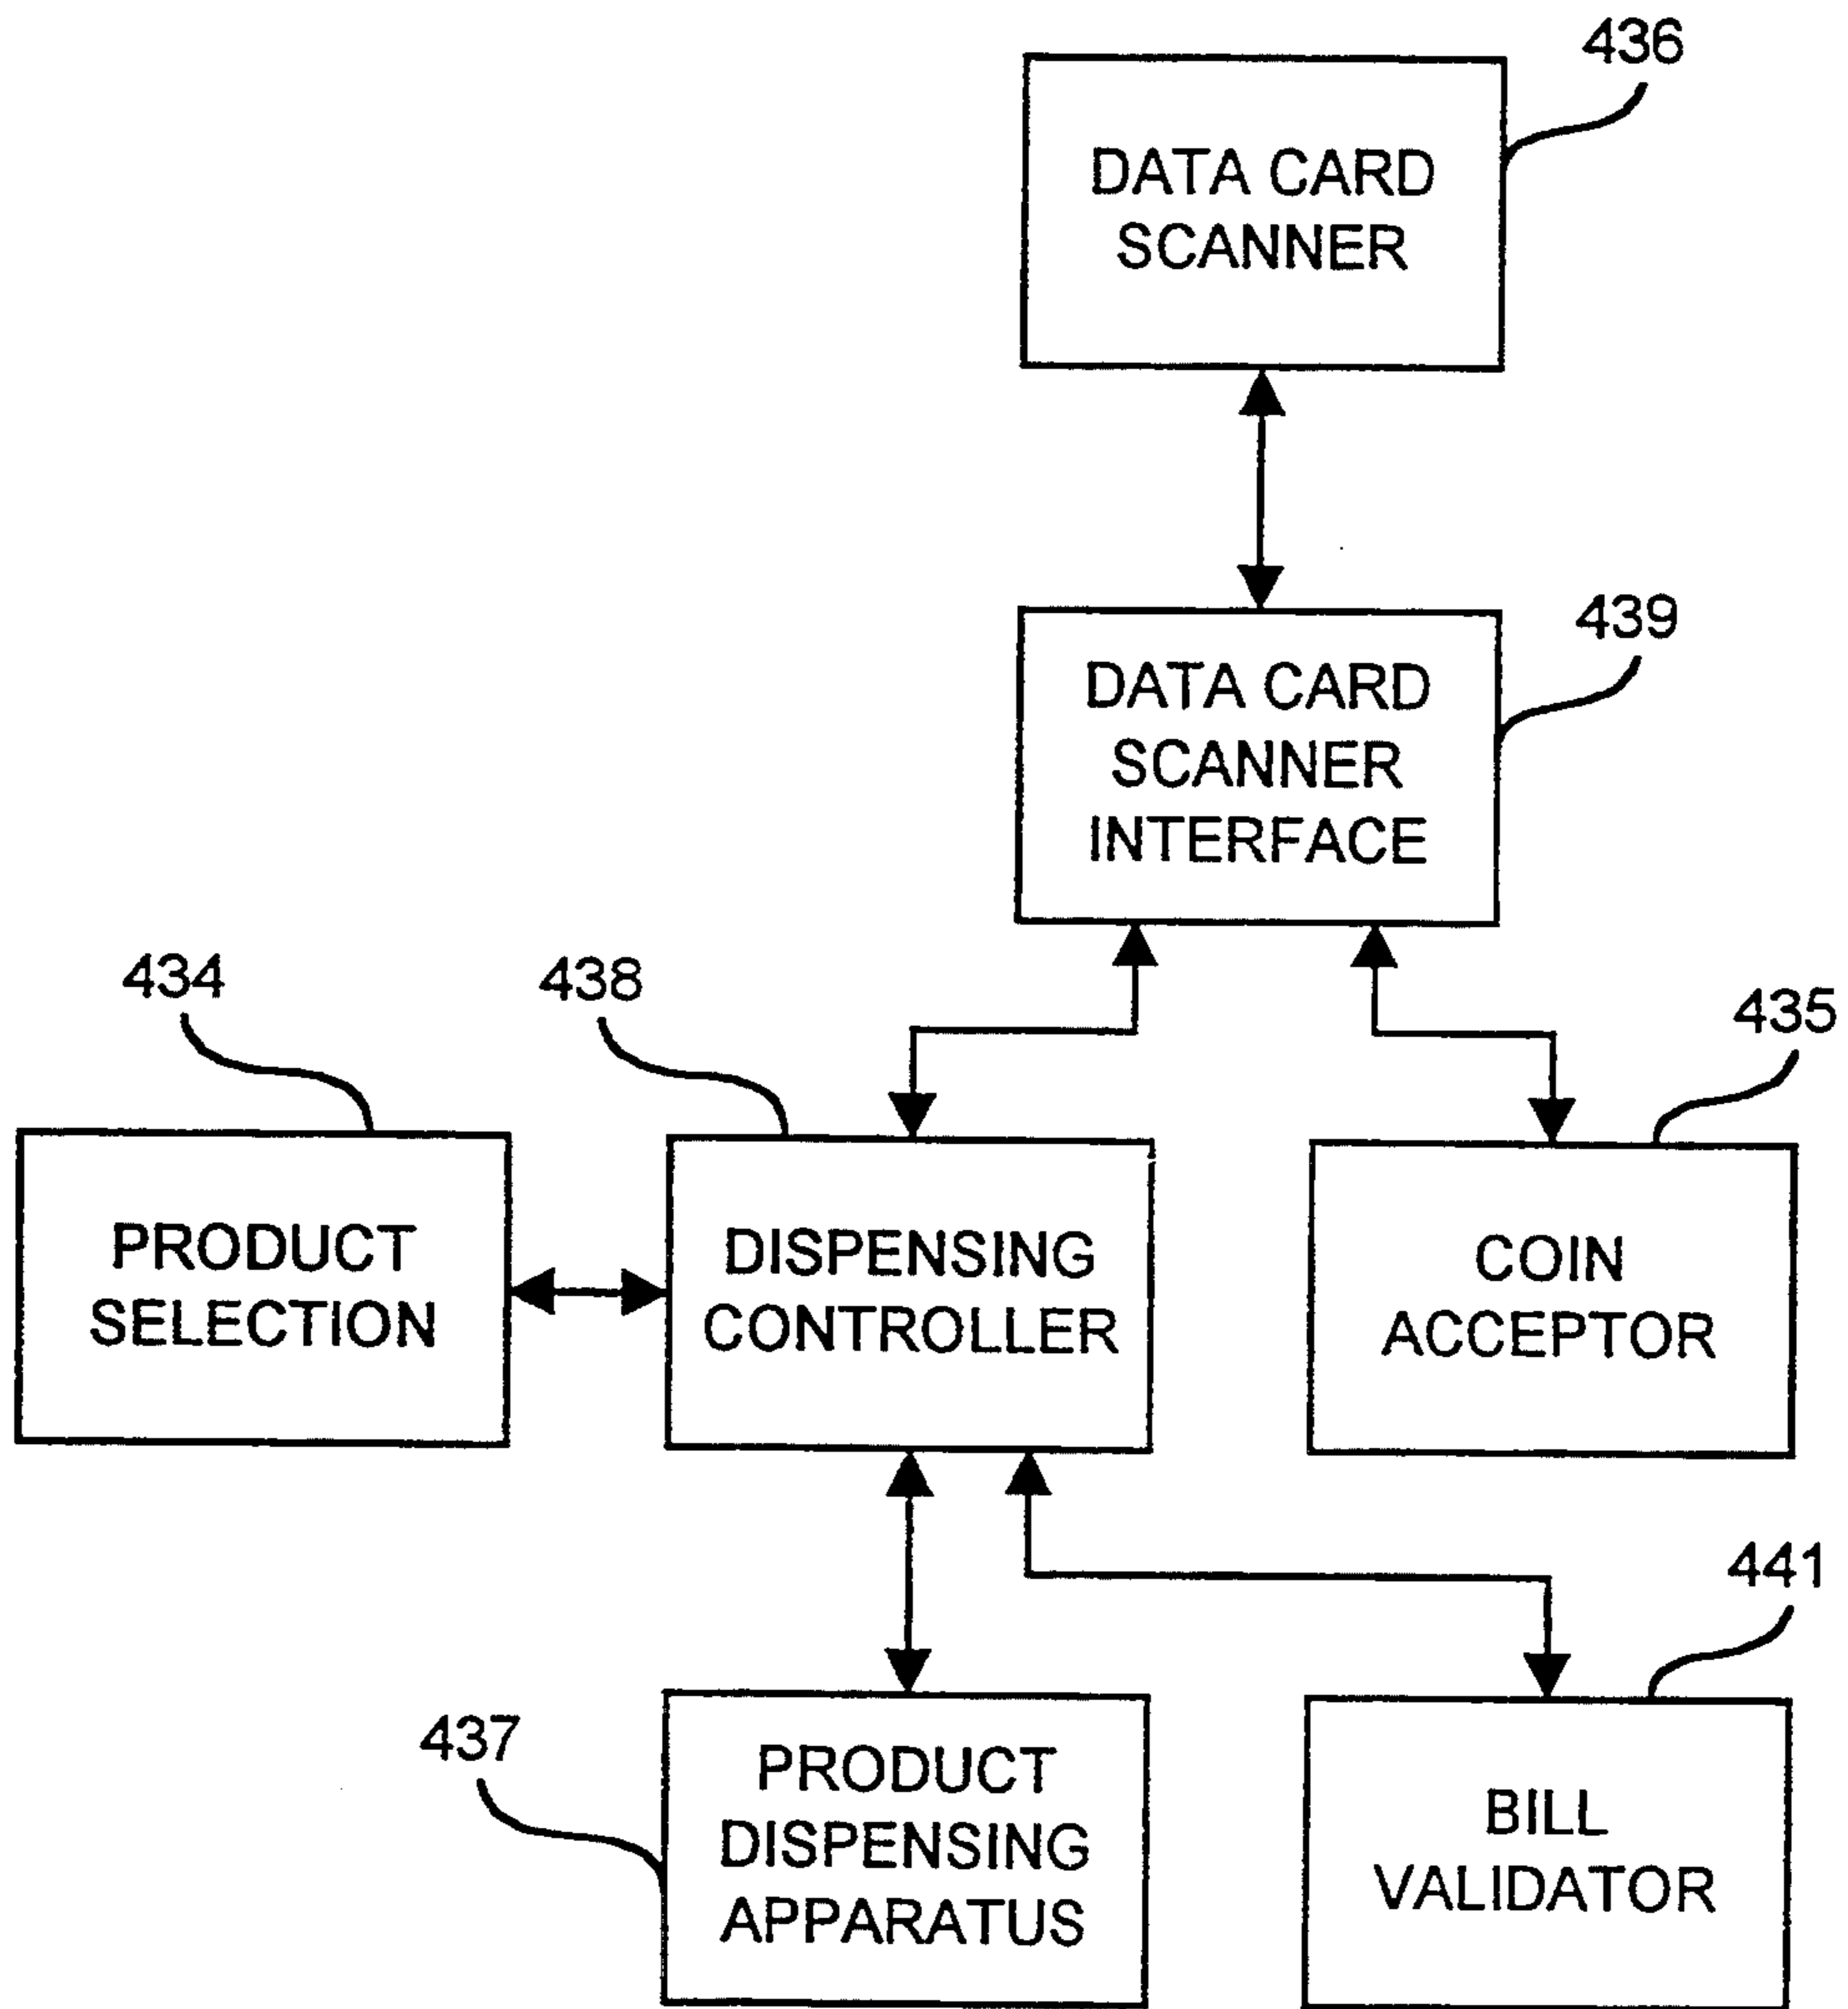 436
DATA CARD
SCANNER
439
DATA CARD
SCANNER
INTERFACE
434
438
435
PRODUCT
SELECTION
DISPENSING
CONTROLLER
COIN
ACCEPTOR
441
437
PRODUCT
DISPENSING
APPARATUS
BILL
VALIDATOR